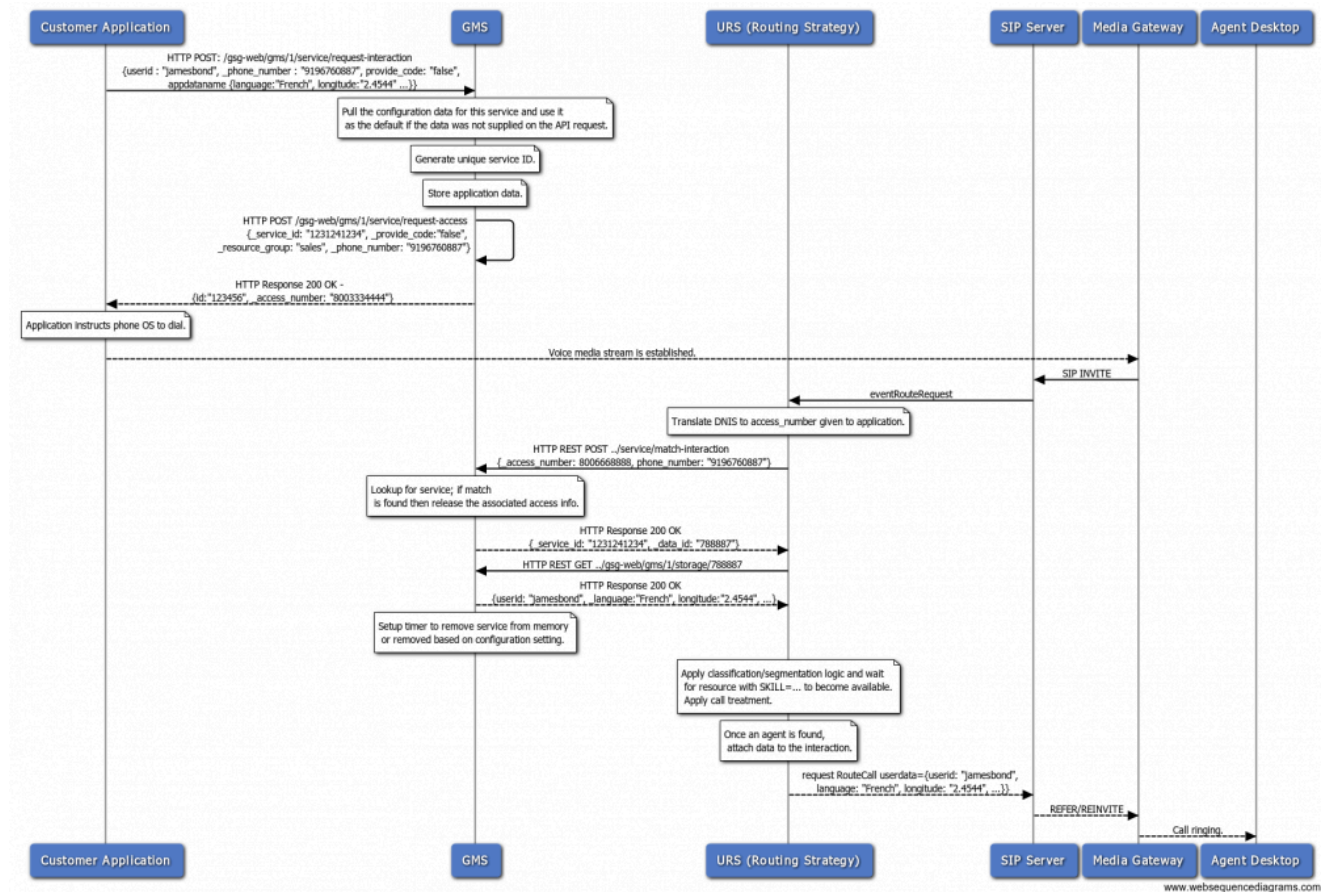 Customer Application
GMS
URS (Routing Strategy)
SIP Server
Media Gateway
Agent Desktop
HTTP POST: /gsg-web/gms/1/service/request-interaction
{userid : "jamesbond", _phone_number : "9196760887", provide_code: "false",
appdataname {language:"French", longitude:"2.4544" ...}}
Pull the configuration data for this service and use it
as the default if the data was not supplied on the API request.
Generate unique service ID.
Store application data.
HTTP POST /gsg-web/gms/1/service/request-access
{_service_id: "1231241234", _provide_code:"false",
_resource_group: "sales", _phone_number: "9196760887"}
HTTP Response 200 OK -
{id:"123456", _access_number: "8003334444"}
Application instructs phone OS to dial.
Voice media stream is established.
SIP INVITE
eventRouteRequest
Translate DNIS to access_number given to application.
HTTP REST POST ../service/match-interaction
{_access_number: 8006668888, phone_number: "9196760887"}
Lookup for service; if match
is found then release the associated access info.
HTTP Response 200 OK
{_service_id: "1231241234", _data_id: "788887"}
HTTP REST GET ../gsg-web/gms/1/storage/788887
HTTP Response 200 OK
{userid: "jamesbond", _language:"French", longitude:"2.4544", ...}
Setup timer to remove service from memory
or removed based on configuration setting.
Apply classification/segmentation logic and wait
for resource with SKILL=... to become available.
Apply call treatment.
Once an agent is found,
attach data to the interaction.
request RouteCall userdata={userid: "jamesbond",
language: "French", longitude: "2.4544", ...}}
REFER/REINVITE
Call ringing.
Customer Application
GMS
URS (Routing Strategy)
SIP Server
Media Gateway
Agent Desktop
www.websequencediagrams.com